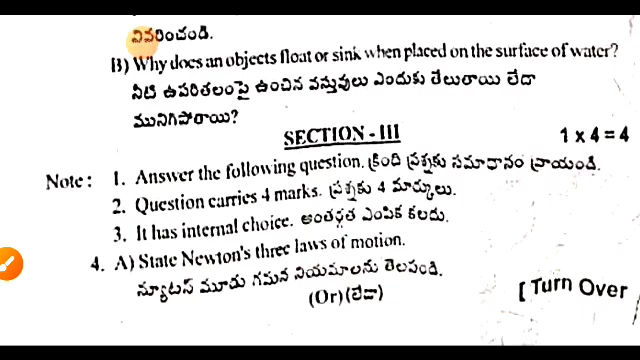 వివరించండి.
B) Why does an objects float or sink when placed on the surface of water?
నీటి ఉపరితలంపై ఉంచిన వస్తువులు ఎందుకు తేలుతాయి లేదా
మునిగిపోతాయి?
SECTION - III
1 x 4 = 4
Note : 1. Answer the following question. క్రింది ప్రశ్నకు సమాధానం వ్రాయండి.
2. Question carries 4 marks. ప్రశ్నకు 4 మార్కులు.
3. It has internal choice. అంతర్గత ఎంపిక కలదు.
4. A) State Newton's three laws of motion.
న్యూటన్ మూడు గమన నియమాలను తెలపండి.
(Or) (లేదా)
[ Turn Over